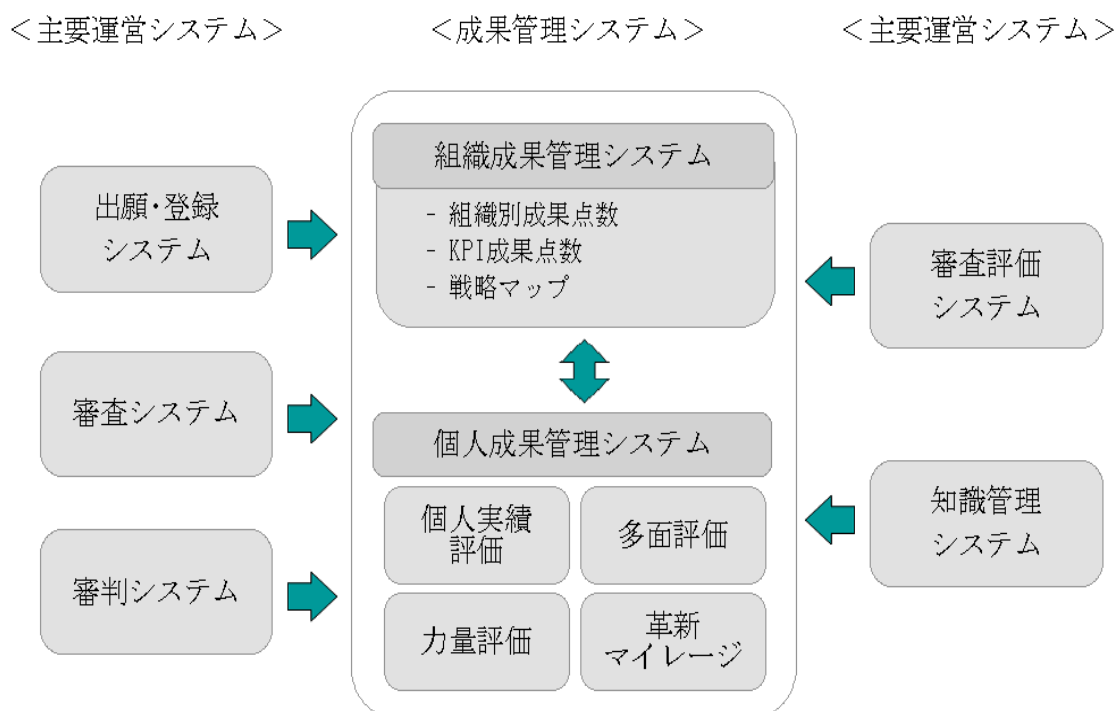 ＜主要運営システム＞
＜成果管理システム＞
＜主要運営システム＞
出願・登録
システム
審査システム
審判システム
組織成果管理システム
- 組織別成果点数
- KPI成果点数
- 戦略マップ
個人成果管理システム
個人実績
評価
多面評価
力量評価
革新
マイレージ
審査評価
システム
知識管理
システム